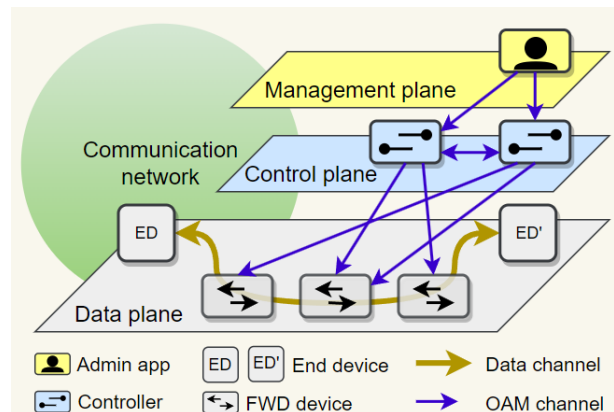 Management plane
Communication
network
Control plane
ED
ED'
Data plane
Admin app
ED
ED'
End device
Data channel
Controller
FWD device
OAM channel